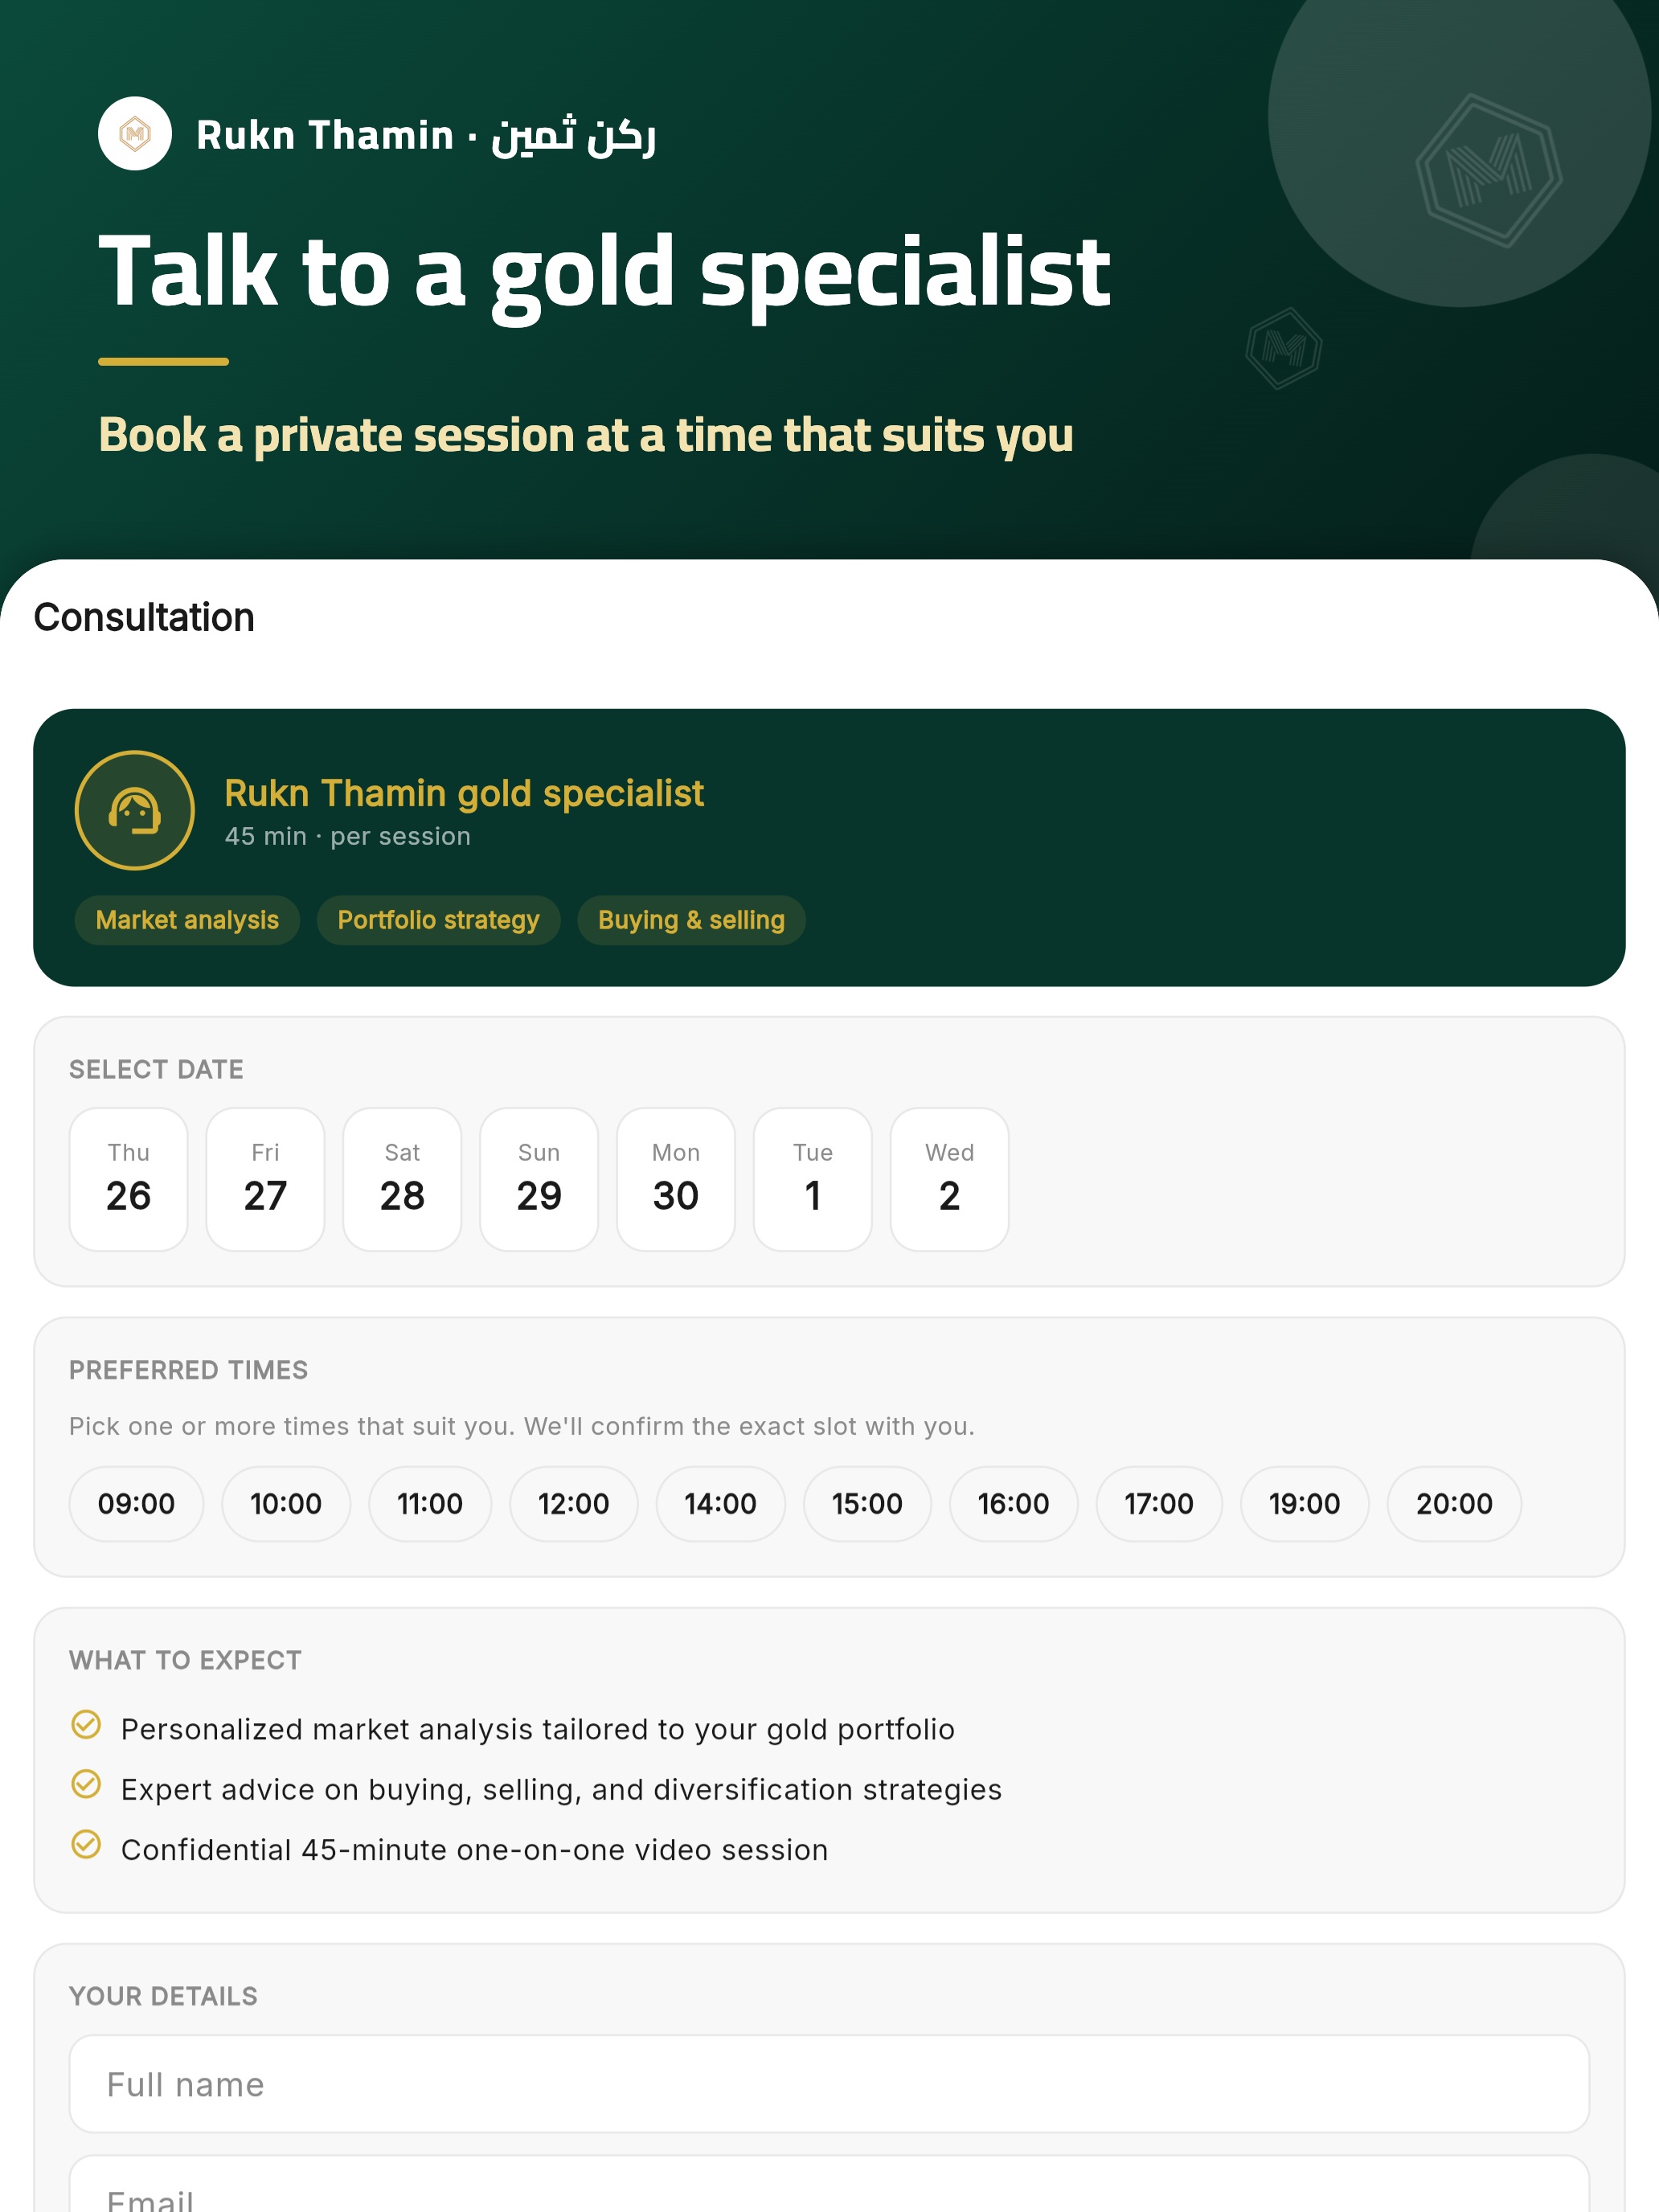 Rukn Thamin · ركن ثمين
Talk to a gold specialist
Book a private session at a time that suits you
Consultation
Rukn Thamin gold specialist
45 min · per session
Market analysis Portfolio strategy Buying & selling
SELECT DATE
Thu Fri Sat Sun Mon Tue Wed
26 27 28 29 30 1 2
PREFERRED TIMES
Pick one or more times that suit you. We'll confirm the exact slot with you.
09:00 10:00 11:00 12:00 14:00 15:00 16:00 17:00 19:00 20:00
WHAT TO EXPECT
Personalized market analysis tailored to your gold portfolio
Expert advice on buying, selling, and diversification strategies
Confidential 45-minute one-on-one video session
YOUR DETAILS
Full name
Email